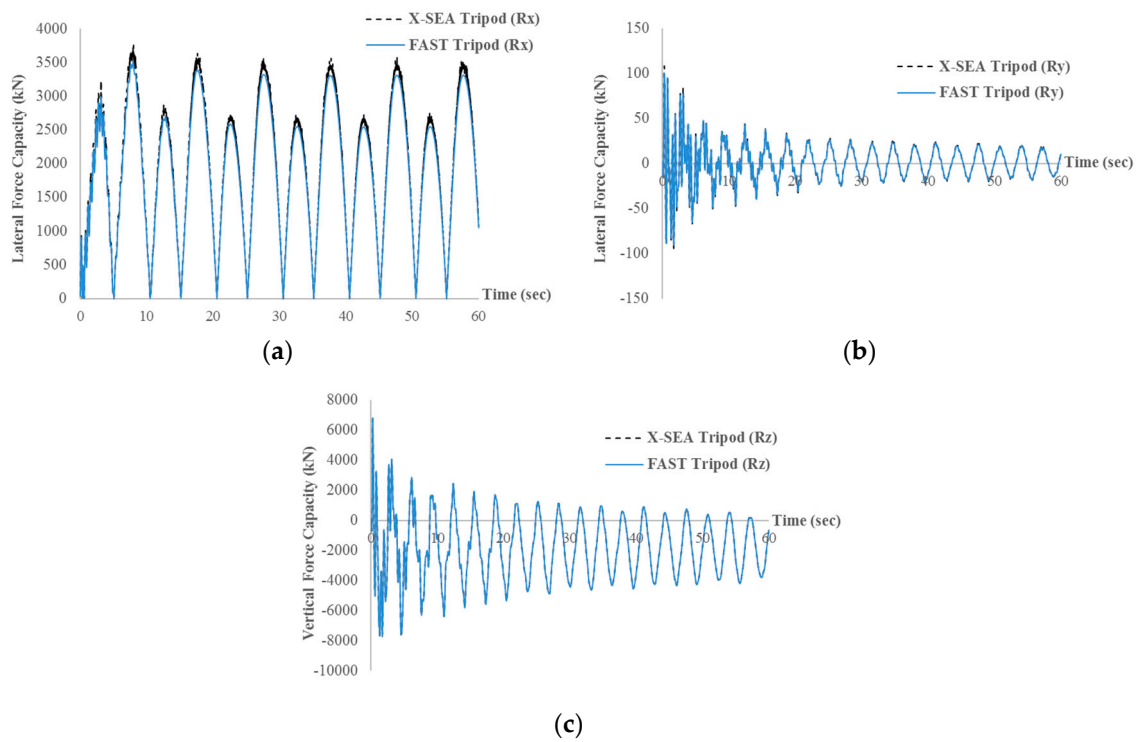 X-SEA Tripod (Rx)
FAST Tripod (Rx)
Lateral Force Capacity (kN)
4000
3500
3000
2500
2000
1500
1000
500
0
Time (sec)
0 10 20 30 40 50 60
(a)
X-SEA Tripod (Ry)
FAST Tripod (Ry)
Lateral Force Capacity (kN)
150
100
50
0
-50
-100
-150
Time (sec)
0 10 20 30 40 50 60
(b)
X-SEA Tripod (Rz)
FAST Tripod (Rz)
Vertical Force Capacity (kN)
8000
6000
4000
2000
0
-2000
-4000
-6000
-8000
-10000
Time (sec)
0 10 20 30 40 50 60
(c)